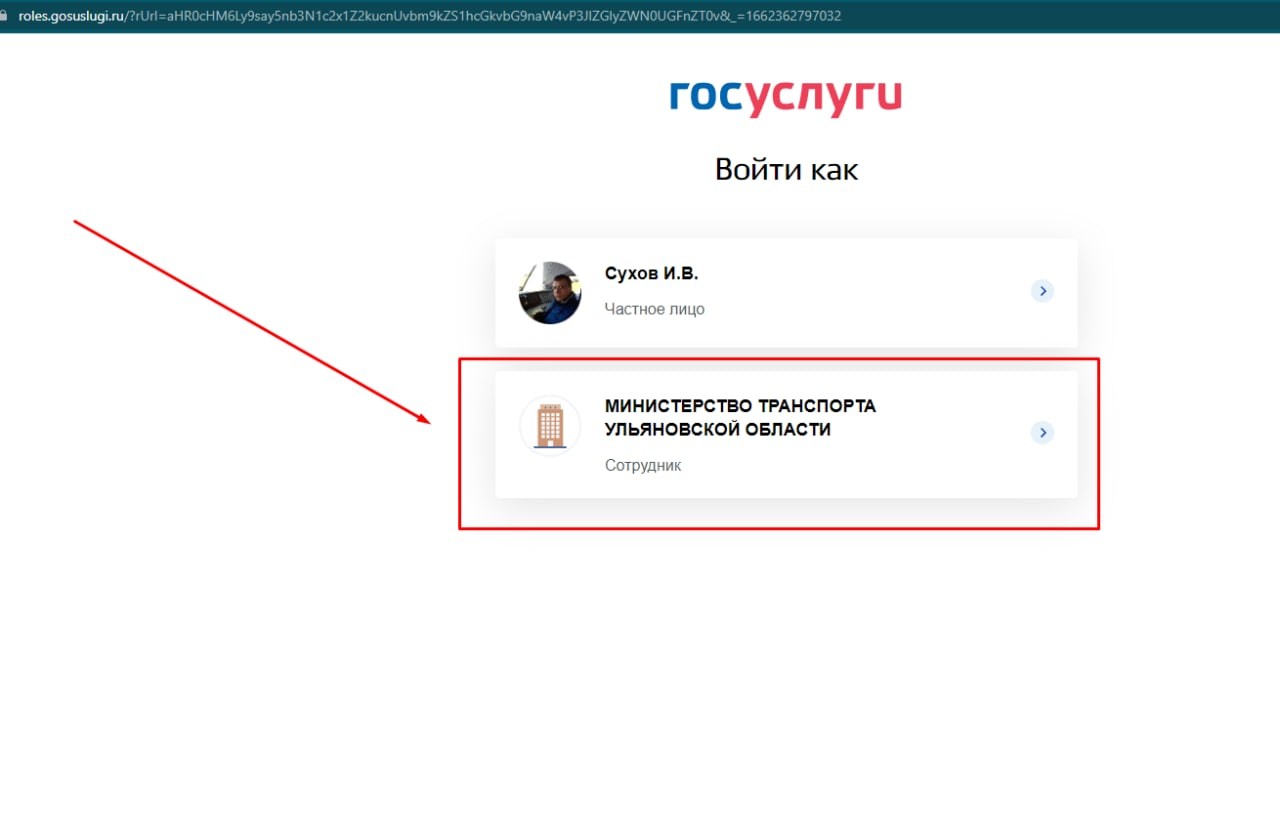 roles.gosuslugi.ru/?rUrl=aHR0cHM6Ly9say5nb3N1c2x1Z2kucnUvbm9kZS1hcGkvbG9naW4vP3JlZGlyZWN0UGFnZT0v&_=1662362797032
госуслуги
Войти как
Сухов И.В.
Частное лицо
МИНИСТЕРСТВО ТРАНСПОРТА
УЛЬЯНОВСКОЙ ОБЛАСТИ
Сотрудник